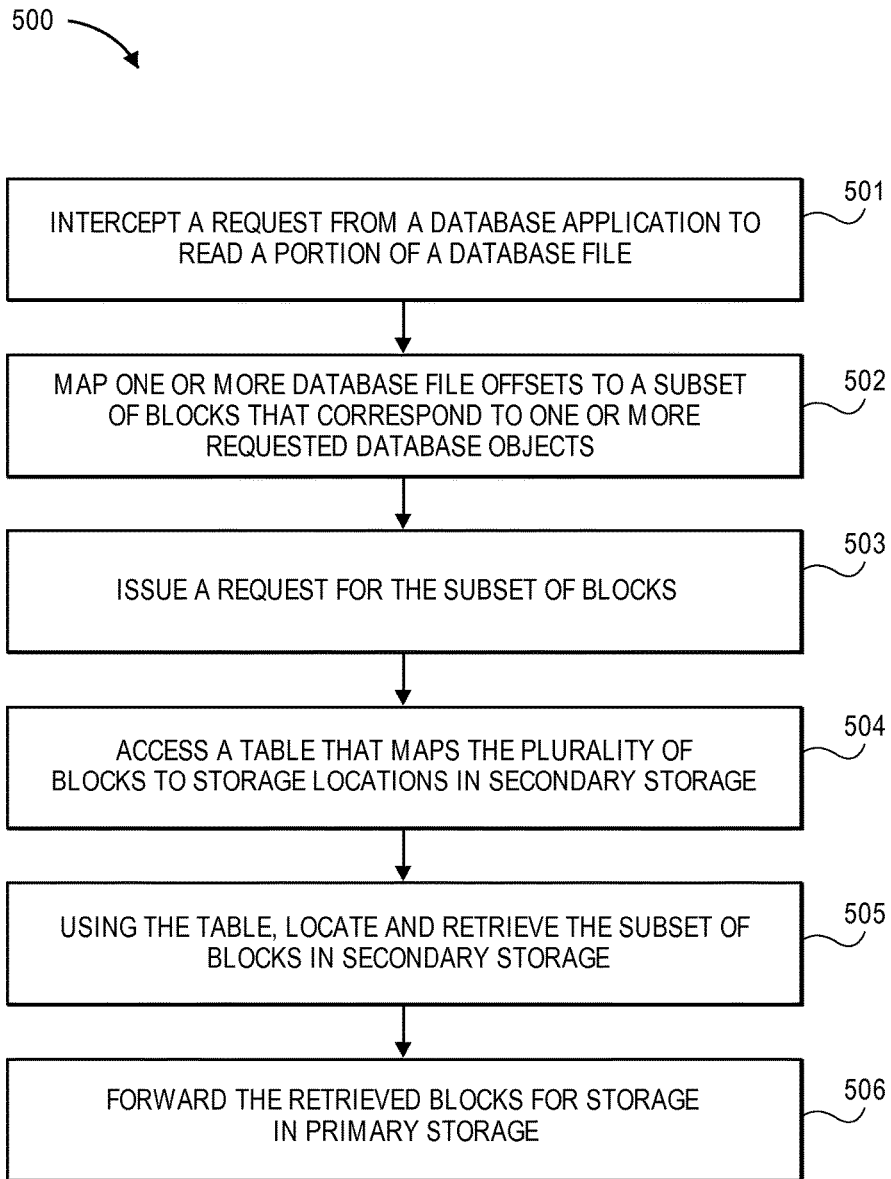 500
501
INTERCEPT A REQUEST FROM A DATABASE APPLICATION TO
READ A PORTION OF A DATABASE FILE
502
MAP ONE OR MORE DATABASE FILE OFFSETS TO A SUBSET
OF BLOCKS THAT CORRESPOND TO ONE OR MORE
REQUESTED DATABASE OBJECTS
503
ISSUE A REQUEST FOR THE SUBSET OF BLOCKS
504
ACCESS A TABLE THAT MAPS THE PLURALITY OF
BLOCKS TO STORAGE LOCATIONS IN SECONDARY STORAGE
505
USING THE TABLE, LOCATE AND RETRIEVE THE SUBSET OF
BLOCKS IN SECONDARY STORAGE
506
FORWARD THE RETRIEVED BLOCKS FOR STORAGE
IN PRIMARY STORAGE